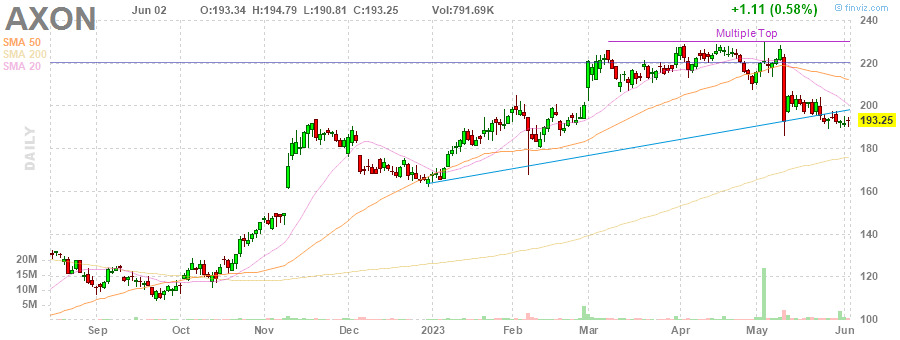 AXON Jun 02 O:193.34 H:194.79 L:190.81 C:193.25 Vol:791.69K +1.11 (0.58%)
© finviz.com
SMA 50
SMA 200
SMA 20
Multiple Top
DAILY
240
220
200
193.25
180
160
140
120
100
20M
15M
10M
5M
Sep Oct Nov Dec 2023 Feb Mar Apr May Jun